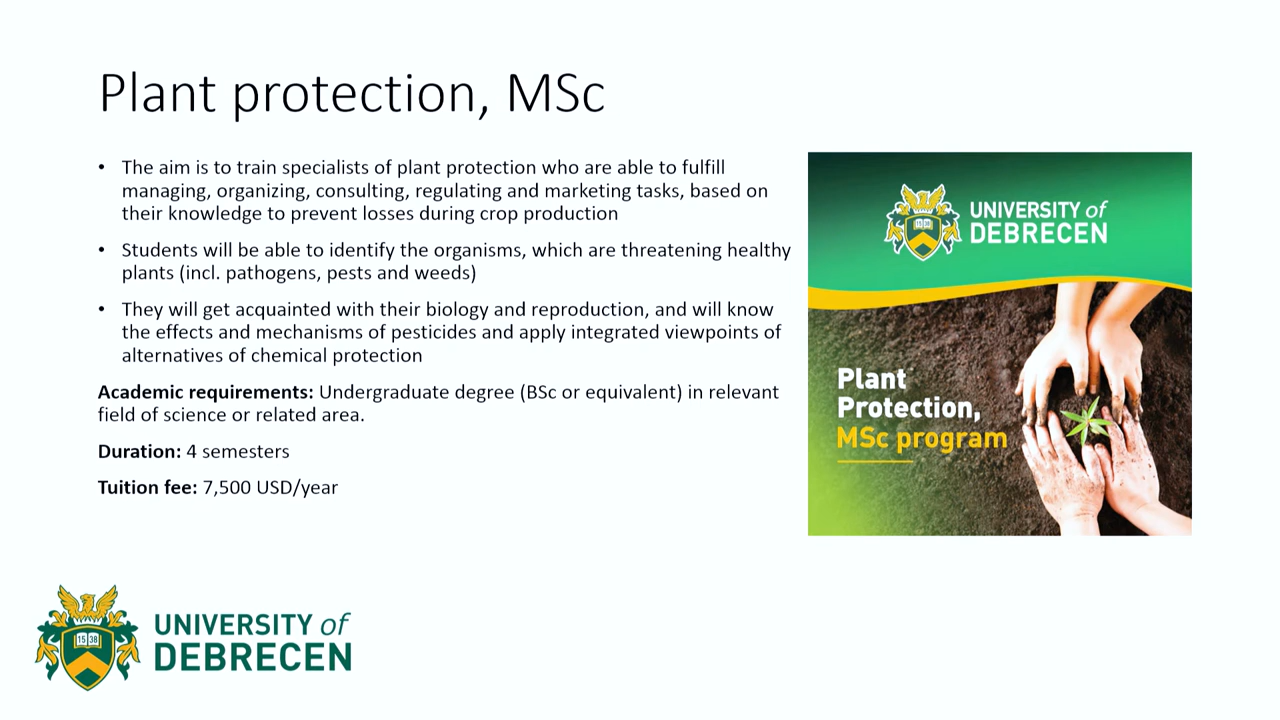 Plant protection, MSc
• The aim is to train specialists of plant protection who are able to fulfill
managing, organizing, consulting, regulating and marketing tasks, based on
their knowledge to prevent losses during crop production
• Students will be able to identify the organisms, which are threatening healthy
plants (incl. pathogens, pests and weeds)
• They will get acquainted with their biology and reproduction, and will know
the effects and mechanisms of pesticides and apply integrated viewpoints of
alternatives of chemical protection
Academic requirements: Undergraduate degree (BSc or equivalent) in relevant
field of science or related area.
Duration: 4 semesters
Tuition fee: 7,500 USD/year
UNIVERSITY of
DEBRECEN
Plant
Protection,
MSc program
15 38
UNIVERSITY of
DEBRECEN